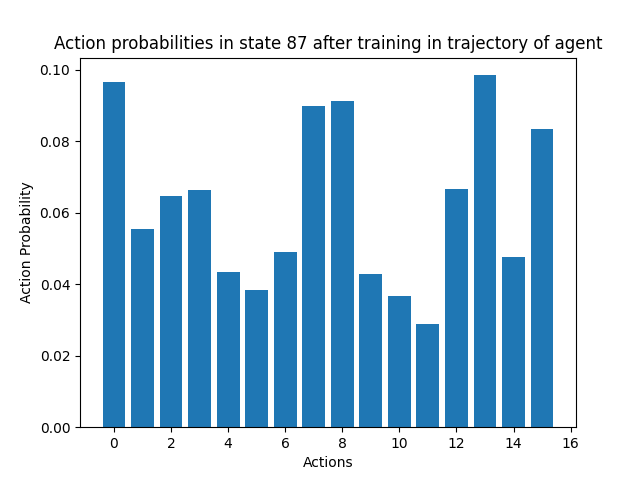 Action probabilities in state 87 after training in trajectory of agent
0.10
0.08
0.06
0.04
0.02
0.00
Action Probability
0 2 4 6 8 10 12 14 16
Actions